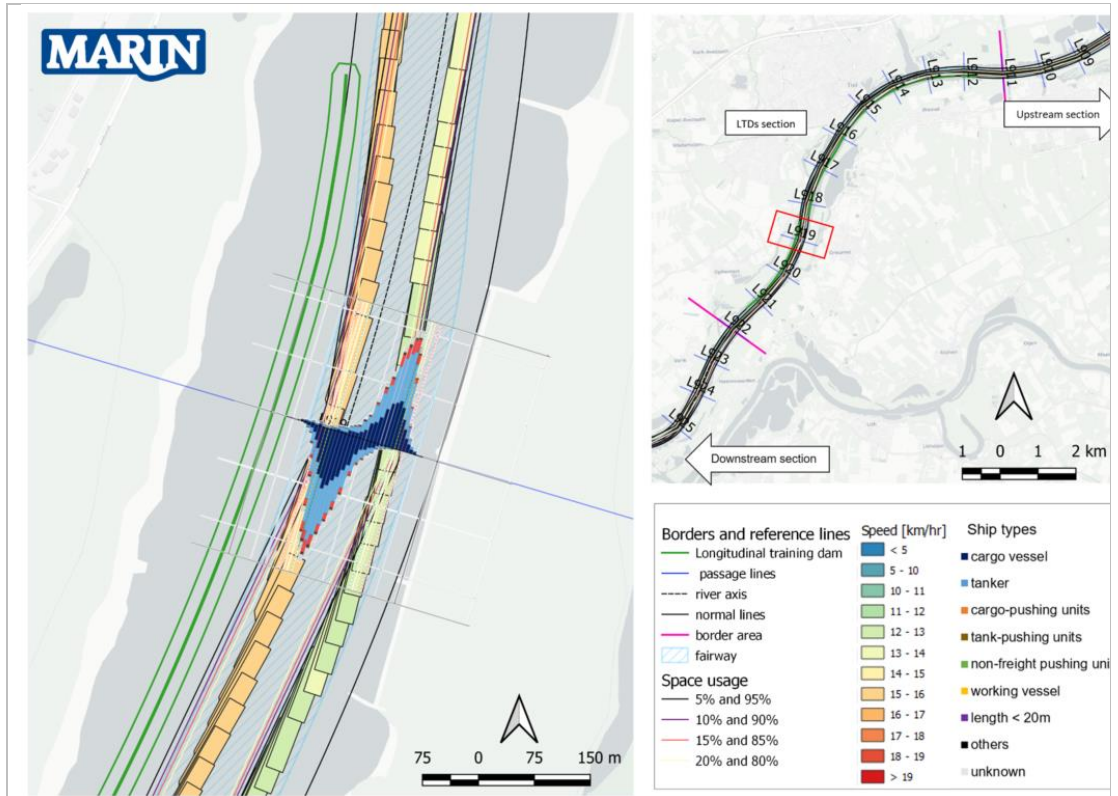 MARIN
75 0 75 150 m
LTDs section
Upstream section
Downstream section
L909
L910
L911
L912
L913
L914
L915
L916
L917
L918
L919
L920
L921
L922
L923
L924
L925
1 0 1 2 km
Borders and reference lines
Longitudinal training dam
passage lines
river axis
normal lines
border area
fairway
Space usage
5% and 95%
10% and 90%
15% and 85%
20% and 80%
Speed [km/hr]
< 5
5 - 10
10 - 11
11 - 12
12 - 13
13 - 14
14 - 15
15 - 16
16 - 17
17 - 18
18 - 19
> 19
Ship types
cargo vessel
tanker
cargo-pushing units
tank-pushing units
non-freight pushing uni
working vessel
length < 20m
others
unknown